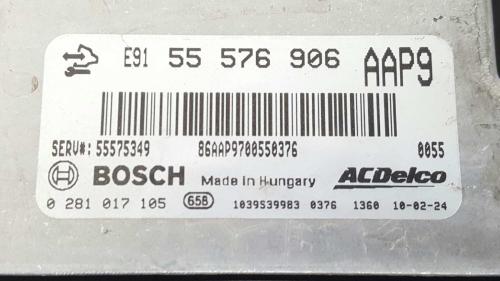 E91 55 576 906 AAP9
SERV#: 55575349 86AAP9700550376 0055
BOSCH Made in Hungary ACDelco
0 281 017 105 658 1039S39983 0376 1360 10-02-24